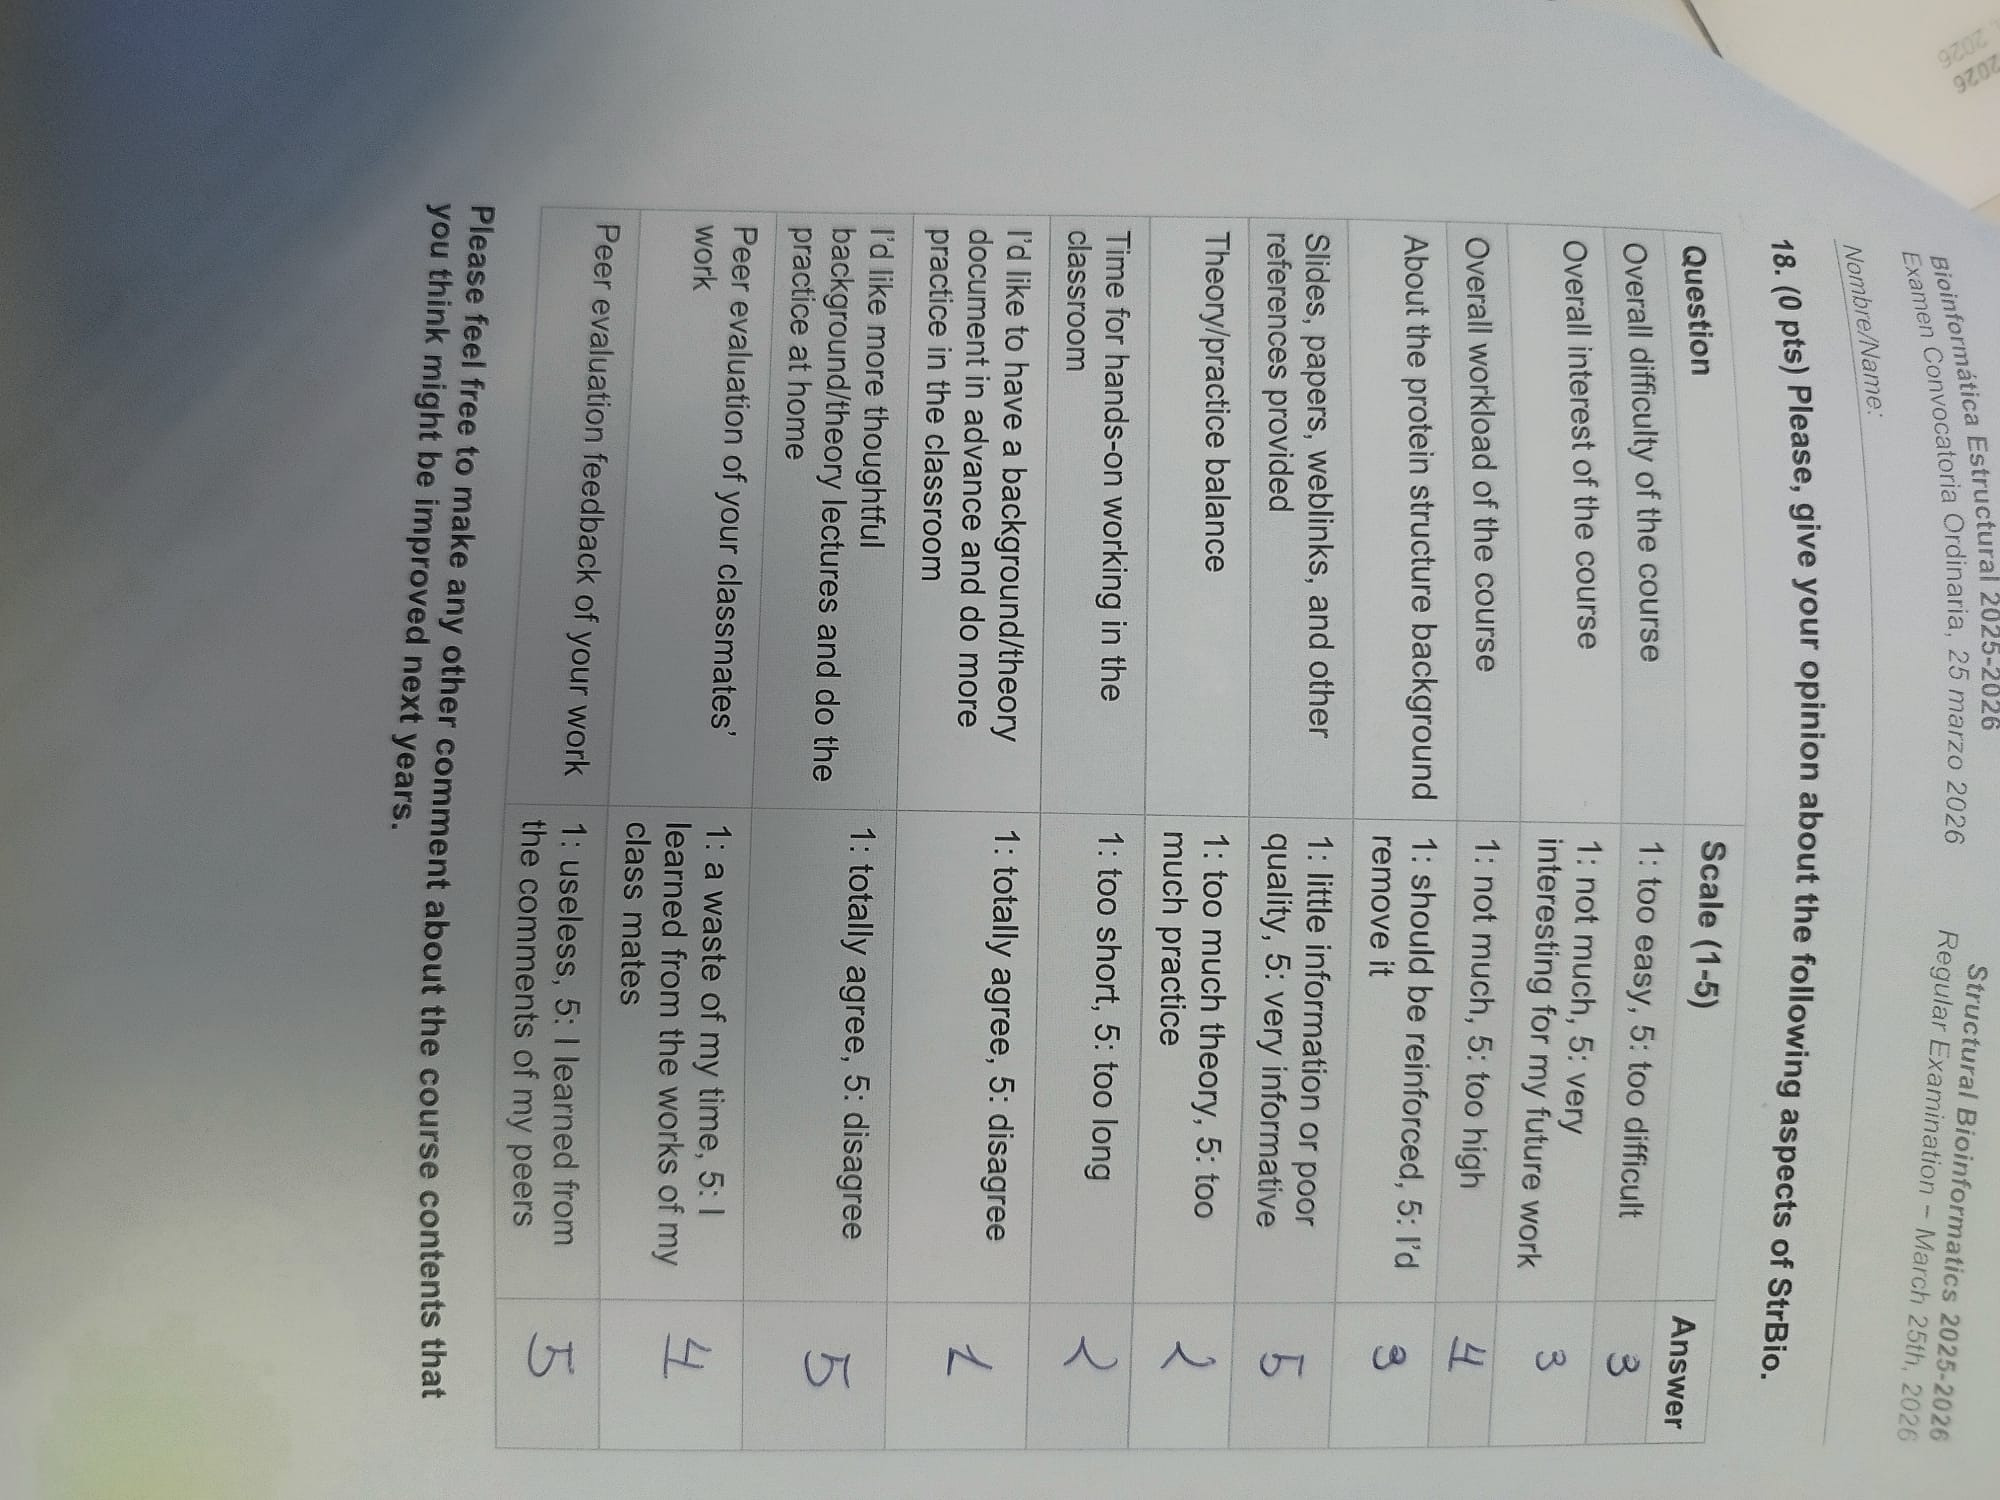 Bioinformática Estructural 2025-2026
Structural Bioinformatics 2025-2026
Examen Convocatoria Ordinaria, 25 marzo 2026
Regular Examination – March 25th, 2026
Nombre/Name:
18. (0 pts) Please, give your opinion about the following aspects of StrBio.
Question Scale (1-5) Answer
Overall difficulty of the course 1: too easy, 5: too difficult 3
Overall interest of the course 1: not much, 5: very
interesting for my future work 3
Overall workload of the course 1: not much, 5: too high 4
About the protein structure background 1: should be reinforced, 5: I'd
remove it 3
Slides, papers, weblinks, and other
references provided
1: little information or poor
quality, 5: very informative 5
Theory/practice balance 1: too much theory, 5: too
much practice 2
Time for hands-on working in the
classroom
1: too short, 5: too long 2
I'd like to have a background/theory
document in advance and do more
practice in the classroom
1: totally agree, 5: disagree 1
I'd like more thoughtful
background/theory lectures and do the
practice at home
1: totally agree, 5: disagree 5
Peer evaluation of your classmates'
work
1: a waste of my time, 5: I
learned from the works of my
class mates 4
Peer evaluation feedback of your work 1: useless, 5: I learned from
the comments of my peers 5
Please feel free to make any other comment about the course contents that
you think might be improved next years.
2026
2026